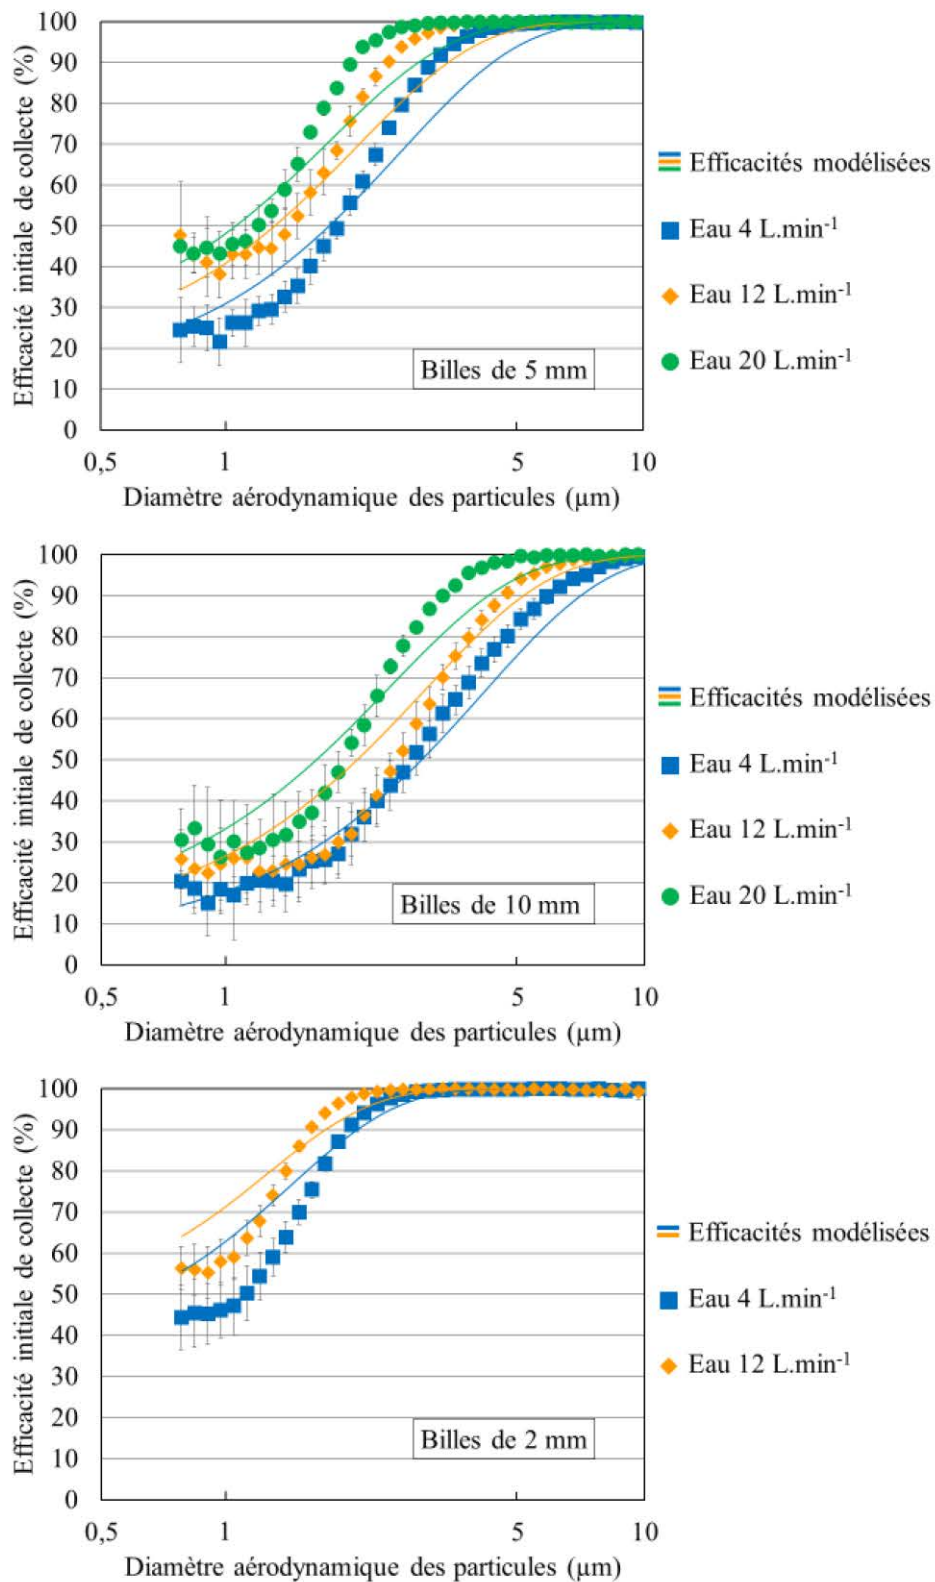 Efficacité initiale de collecte (%)
100
90
80
70
60
50
40
30
20
10
0
0,5
1
5
10
Diamètre aérodynamique des particules (µm)
Billes de 5 mm
Efficacités modélisées
Eau 4 L.min-1
Eau 12 L.min-1
Eau 20 L.min-1
Efficacité initiale de collecte (%)
100
90
80
70
60
50
40
30
20
10
0
0,5
1
5
10
Diamètre aérodynamique des particules (µm)
Billes de 10 mm
Efficacités modélisées
Eau 4 L.min-1
Eau 12 L.min-1
Eau 20 L.min-1
Efficacité initiale de collecte (%)
100
90
80
70
60
50
40
30
20
10
0
0,5
1
5
10
Diamètre aérodynamique des particules (µm)
Billes de 2 mm
Efficacités modélisées
Eau 4 L.min-1
Eau 12 L.min-1